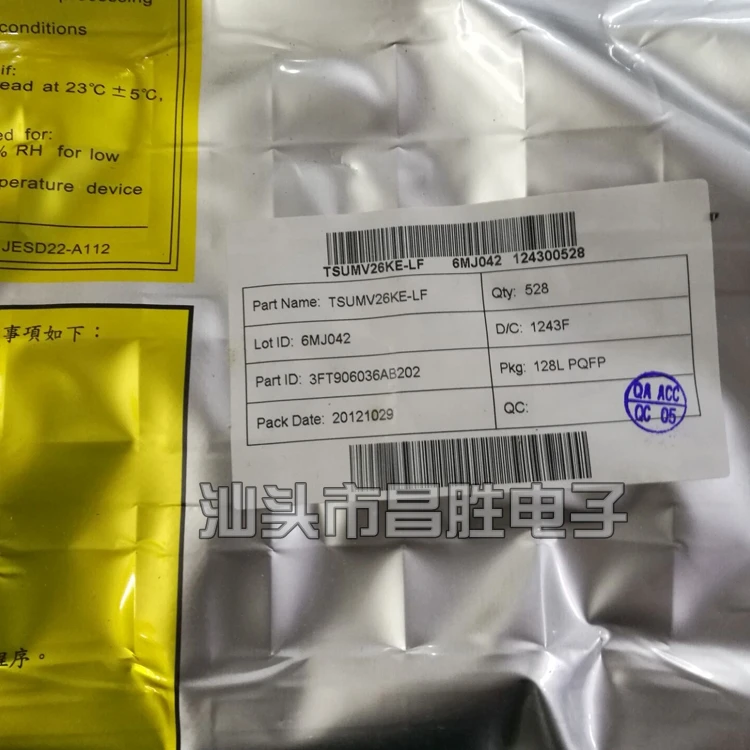 conditions
if:
ead at 23℃ ±5℃,
ed for:
% RH for low
perature device
JESD22-A112
事項如下：
程序。
TSUMV26KE-LF 6MJ042 124300528
Part Name: TSUMV26KE-LF
Qty: 528
Lot ID: 6MJ042
D/C: 1243F
Part ID: 3FT906036AB202
Pkg: 128L PQFP
Pack Date: 20121029
QC:
QA ACC
QC 05
汕头市昌胜电子